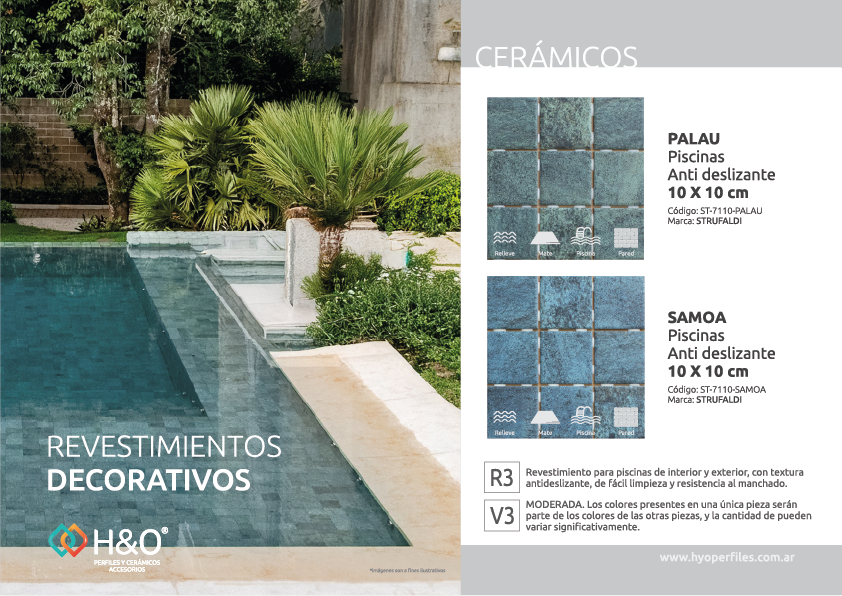 REVESTIMIENTOS
DECORATIVOS
H&O®
PERFILES Y CERÁMICOS
ACCESORIOS
*Imágenes son a fines ilustrativos
CERÁMICOS
PALAU
Piscinas
Anti deslizante
10 X 10 cm
Código: ST-7110-PALAU
Marca: STRUFALDI
Relieve Mate Piscina Pared
SAMOA
Piscinas
Anti deslizante
10 X 10 cm
Código: ST-7110-SAMOA
Marca: STRUFALDI
Relieve Mate Piscina Pared
R3
Revestimiento para piscinas de interior y exterior, con textura
antideslizante, de fácil limpieza y resistencia al manchado.
V3
MODERADA. Los colores presentes en una única pieza serán
parte de los colores de las otras piezas, y la cantidad de pueden
variar significativamente.
www.hyoperfiles.com.ar